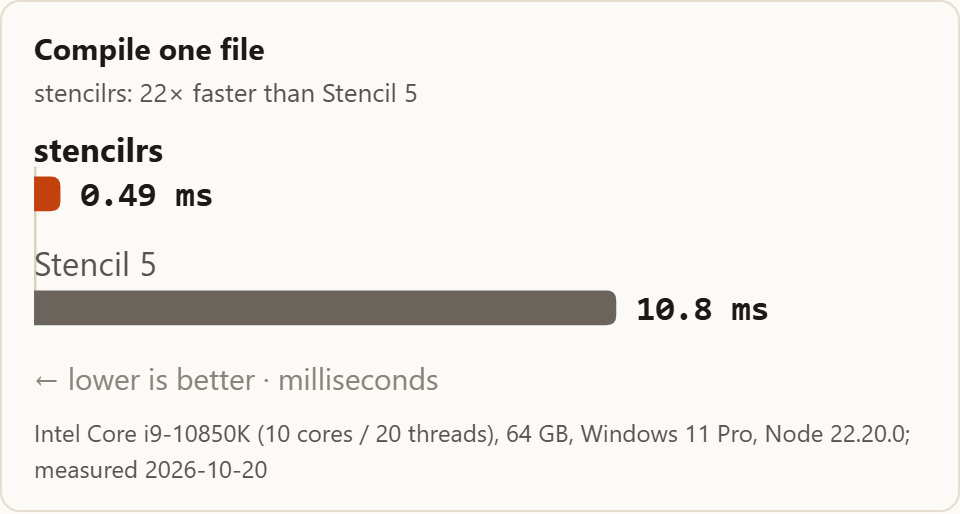 Compile one file
stencilrs: 22× faster than Stencil 5
stencilrs
0.49 ms
Stencil 5
10.8 ms
← lower is better · milliseconds
Intel Core i9-10850K (10 cores / 20 threads), 64 GB, Windows 11 Pro, Node 22.20.0;
measured 2026-10-20